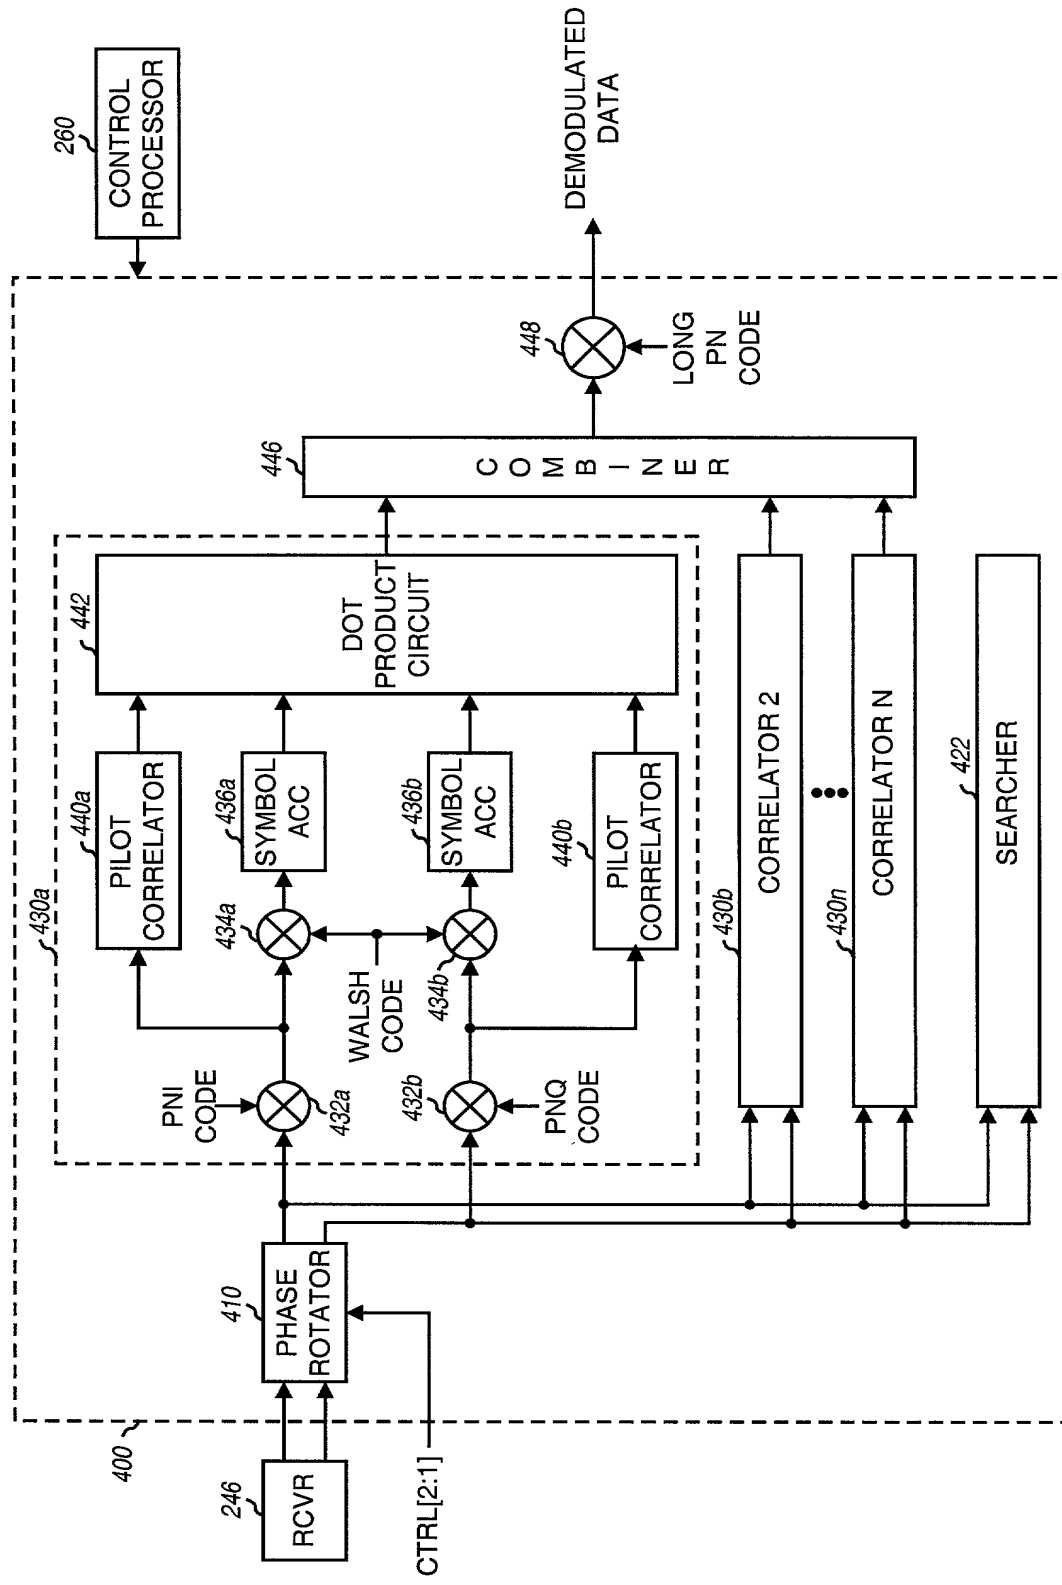 260
CONTROL
PROCESSOR
400
430a
440a
PILOT
CORRELATOR
442
DOT
PRODUCT
CIRCUIT
PNI
CODE
432a
434a
436a
SYMBOL
ACC
446
COMBINER
448
DEMODULATED
DATA
246
RCVR
410
PHASE
ROTATOR
WALSH
CODE
LONG
PN
CODE
432b
434b
436b
SYMBOL
ACC
PNQ
CODE
440b
PILOT
CORRELATOR
CTRL[2:1]
430b
CORRELATOR 2
430n
CORRELATOR N
422
SEARCHER